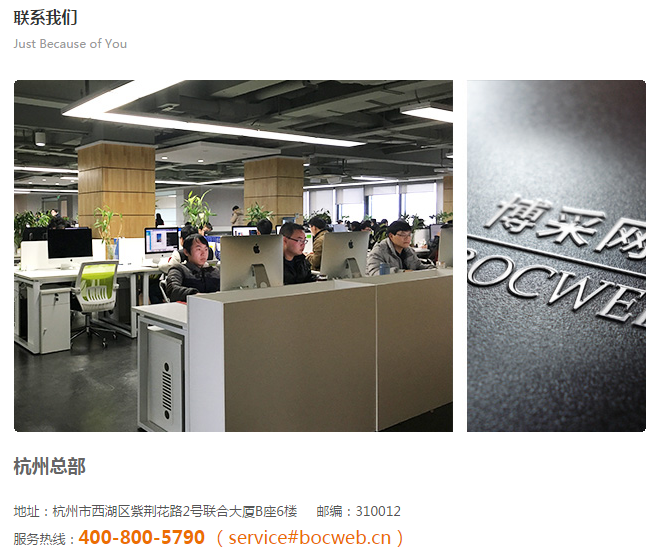 联系我们
Just Because of You
博采网
BOCWEB
杭州总部
地址：杭州市西湖区紫荆花路2号联合大厦B座6楼 邮编：310012
服务热线：400-800-5790（service#bocweb.cn）